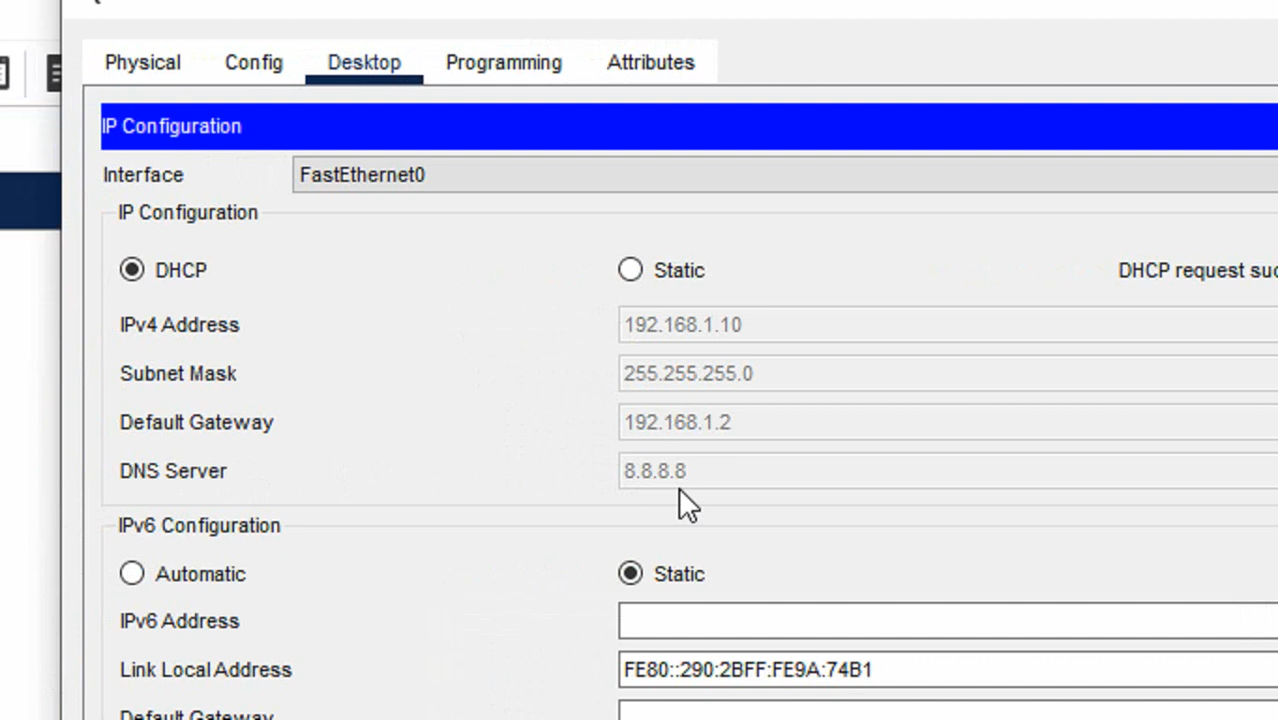 Physical Config Desktop Programming Attributes
IP Configuration
Interface FastEthernet0
IP Configuration
DHCP Static DHCP request
IPv4 Address 192.168.1.10
Subnet Mask 255.255.255.0
Default Gateway 192.168.1.2
DNS Server 8.8.8.8
IPv6 Configuration
Automatic Static
IPv6 Address
Link Local Address FE80::290:2BFF:FE9A:74B1
Default Gateway